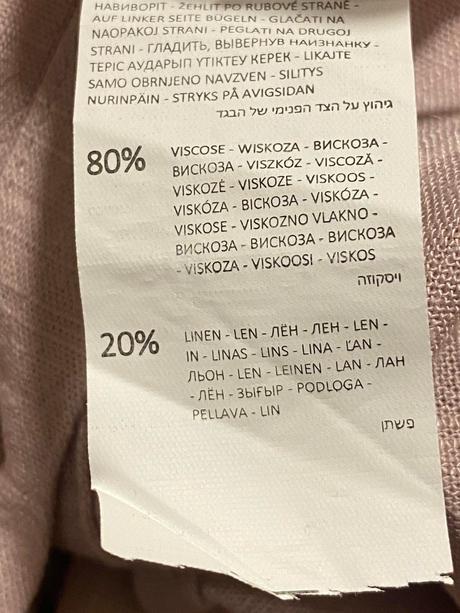 НАВИВОРІТ - ŽEHLIT PO RUBOVÉ STRANĚ -
AUF LINKER SEITE BÜGELN - GLAČATI NA
NAOPAKOJ STRANI - PEGLATI NA DRUGOJ
STRANI - ГЛАДИТЬ, ВЫВЕРНУВ НАИЗНАНКУ -
ТЕРІС АУДАРЫП ҮТІКТЕУ КЕРЕК - LIKAJTE
SAMO OBRNJENO NAVZVEN - SILITYS
NURINPÄIN - STRYKS PÅ AVIGSIDAN
גיהוץ על הצד הפנימי של הבגד
80% VISCOSE - WISKOZA - ВИСКОЗА -
ВІСКОЗА - VISZKÓZ - VISCOZĂ -
VISKOZĖ - VISKOZE - VISKOOS -
VISKÓZA - ВІСКОЗА - VISKÓZA -
VISKOSE - VISKOZNO VLAKNO -
ВИСКОЗА - ВИСКОЗА - ВИСКОЗА
- VISKOZA - VISKOOSI - VISKOS
ויסקוזה
20% LINEN - LEN - ЛЁН - ЛЕН - LEN -
IN - LINAS - LINS - LINA - ĽAN -
ЛЬОН - LEN - LEINEN - LAN - ЛАН
- ЛЁН - ЗЫҒЫР - PODLOGA -
PELLAVA - LIN
פשתן